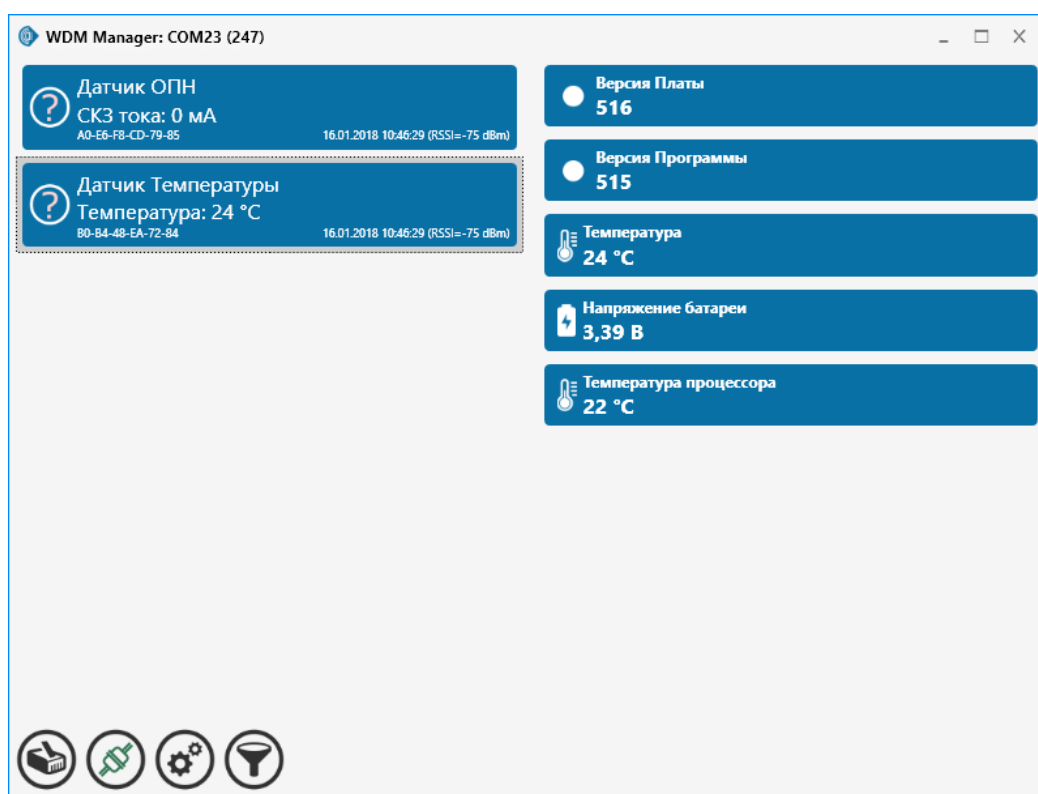 WDM Manager: COM23 (247)
Датчик ОПН
СКЗ тока: 0 мА
A0-E6-F8-CD-79-85 16.01.2018 10:46:29 (RSSI=-75 dBm)
Датчик Температуры
Температура: 24 °C
B0-B4-48-EA-72-84 16.01.2018 10:46:29 (RSSI=-75 dBm)
Версия Платы
516
Версия Программы
515
Температура
24 °C
Напряжение батареи
3,39 В
Температура процессора
22 °C